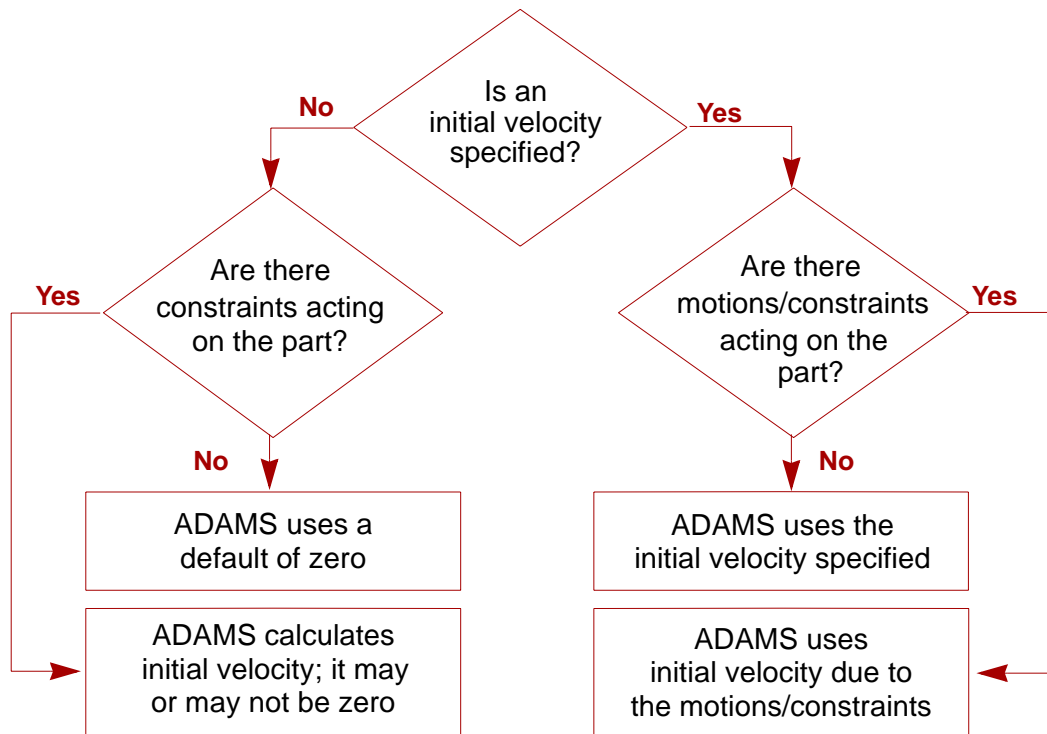 Is an
initial velocity
specified?
No
Yes
Are there
constraints acting
on the part?
Yes
No
Are there
motions/constraints
acting on the
part?
Yes
No
ADAMS uses a
default of zero
ADAMS uses the
initial velocity specified
ADAMS calculates
initial velocity; it may
or may not be zero
ADAMS uses
initial velocity due to
the motions/constraints